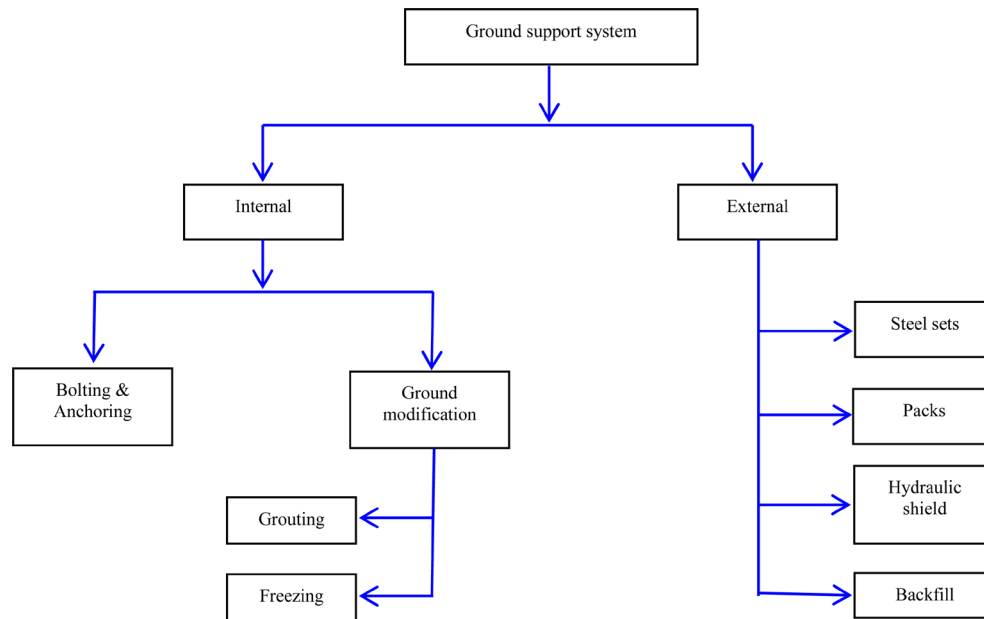 Ground support system
Internal
External
Steel sets
Bolting &
Anchoring
Ground
modification
Packs
Hydraulic
shield
Grouting
Freezing
Backfill